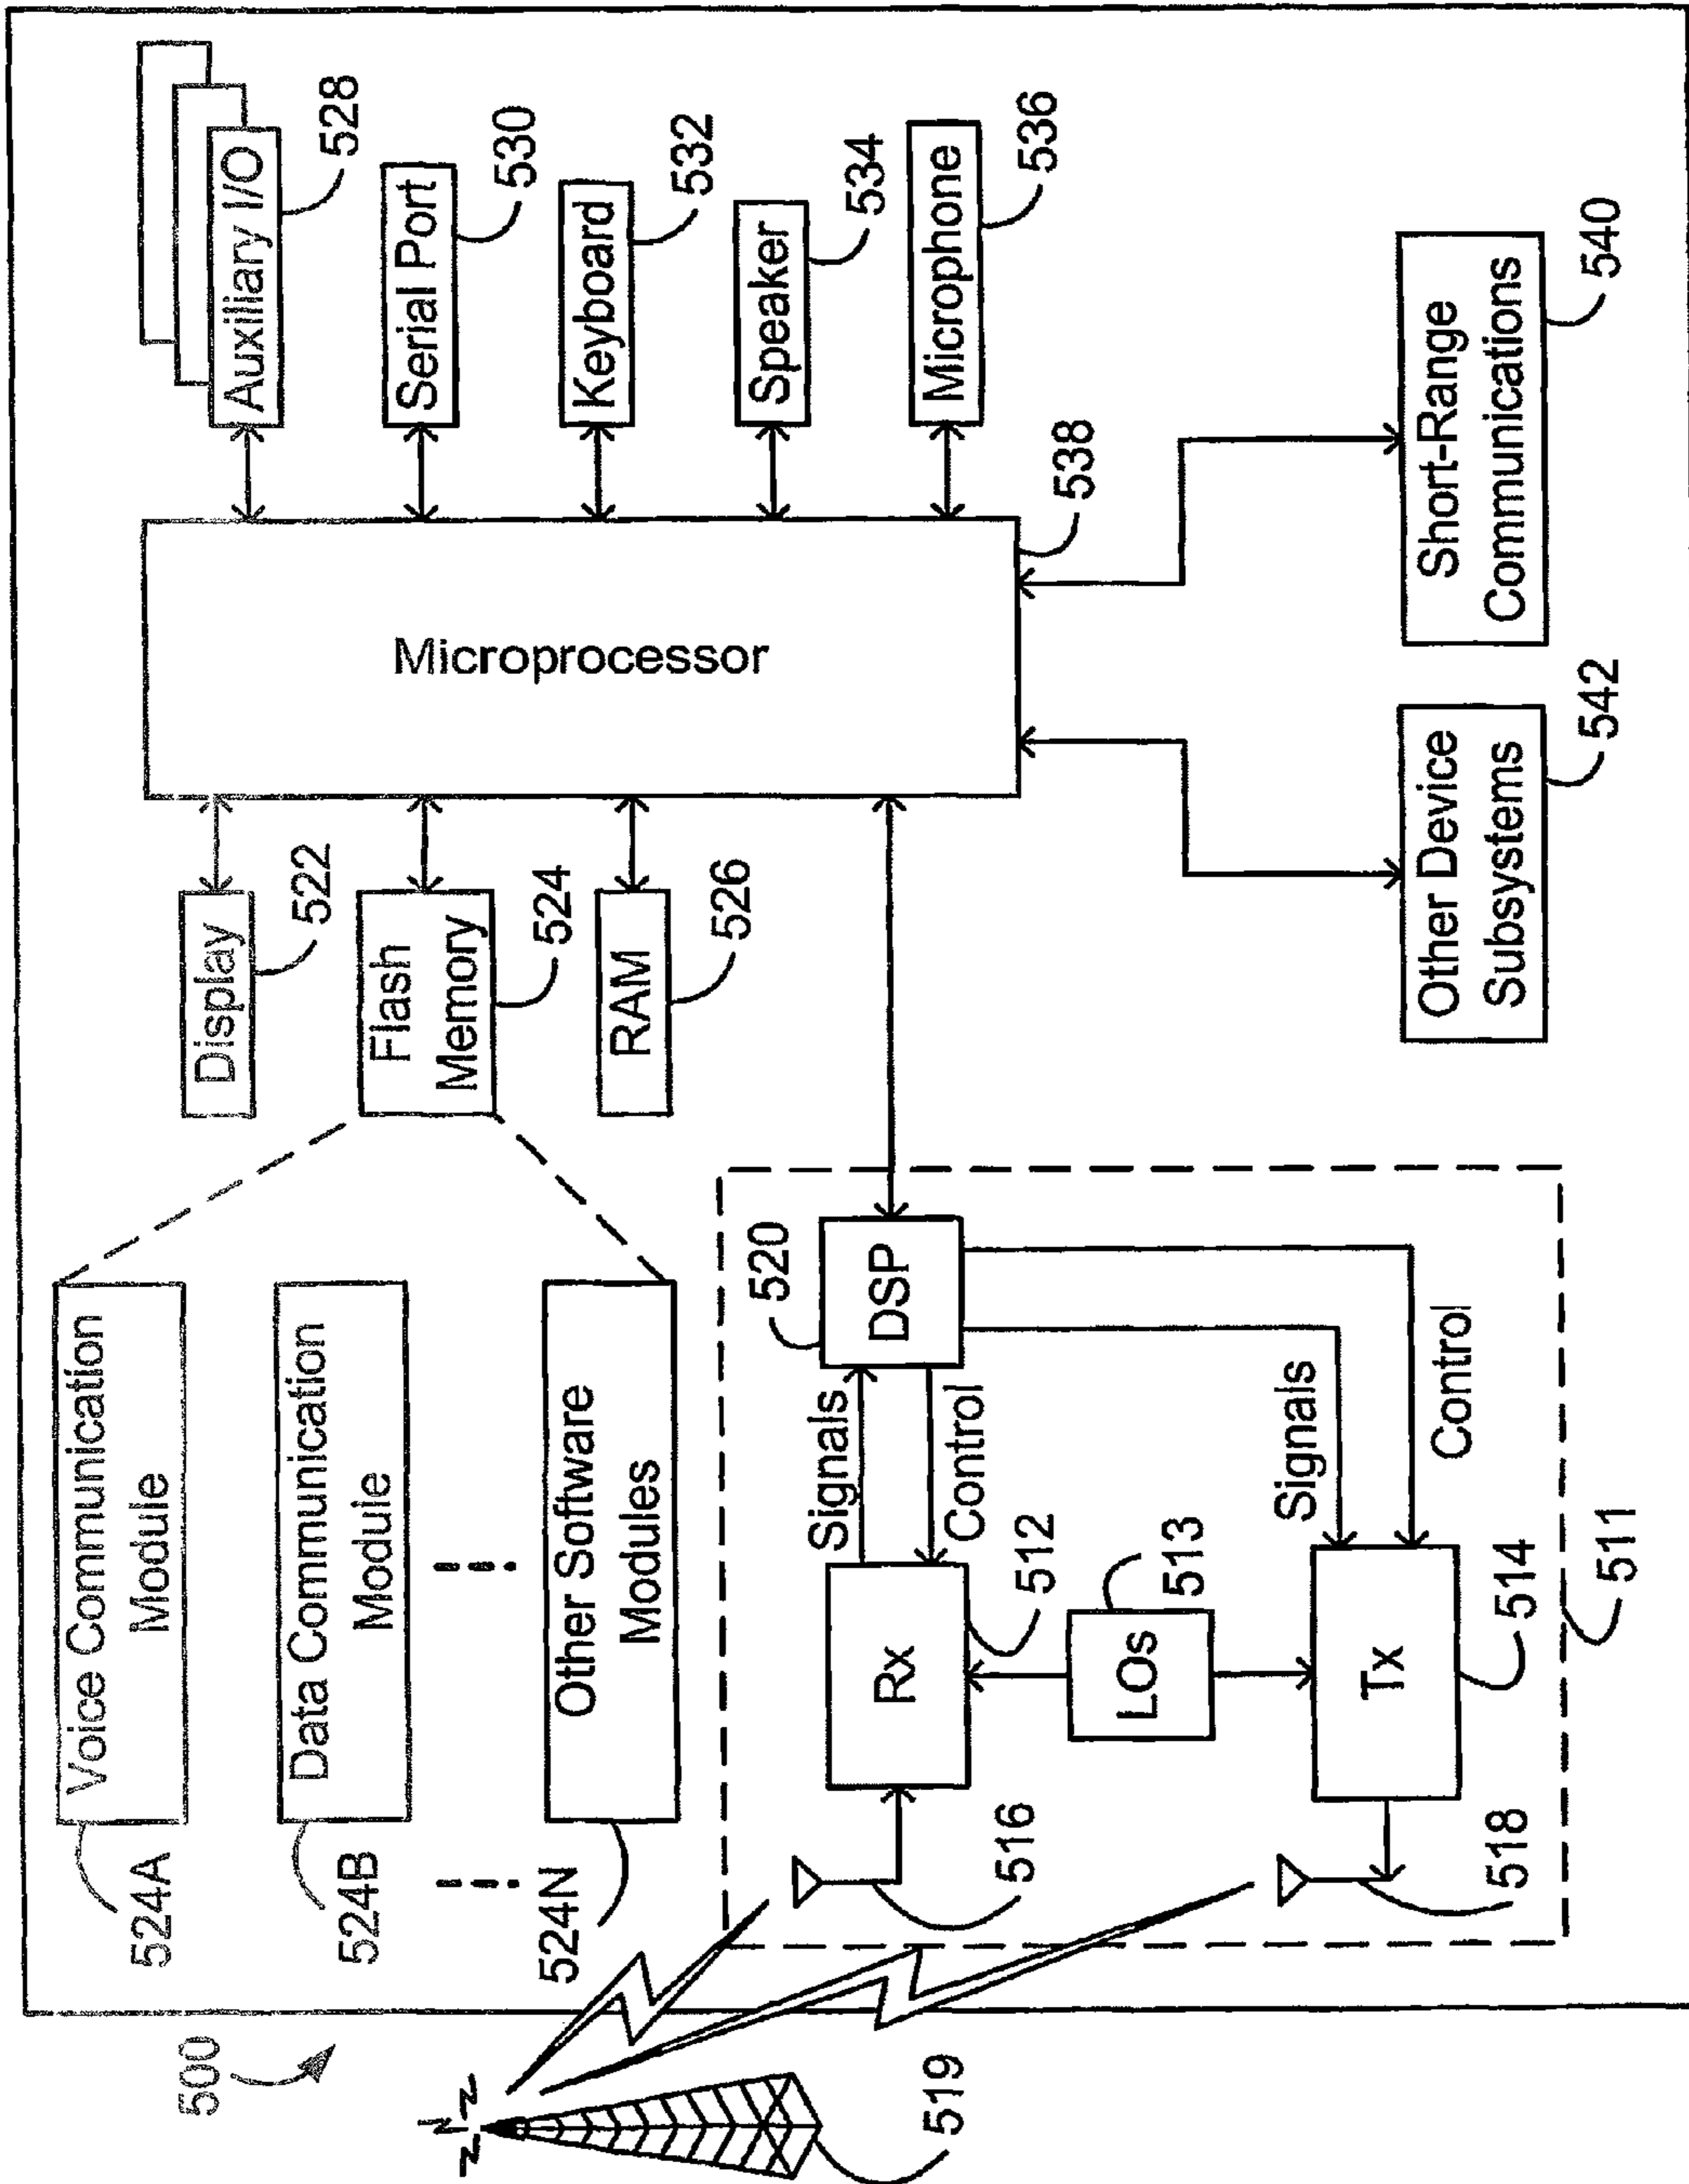 500
Voice Communication
Module
524A
Data Communication
Module
524B
Other Software
Modules
524N
Display
522
Flash
Memory
524
RAM
526
Microprocessor
538
Auxiliary I/O
528
Serial Port
530
Keyboard
532
Speaker
534
Microphone
536
Short-Range
Communications
540
Other Device
Subsystems
542
DSP
520
Signals
Control
Rx
512
LOs
513
Signals
Control
Tx
514
511
516
518
519